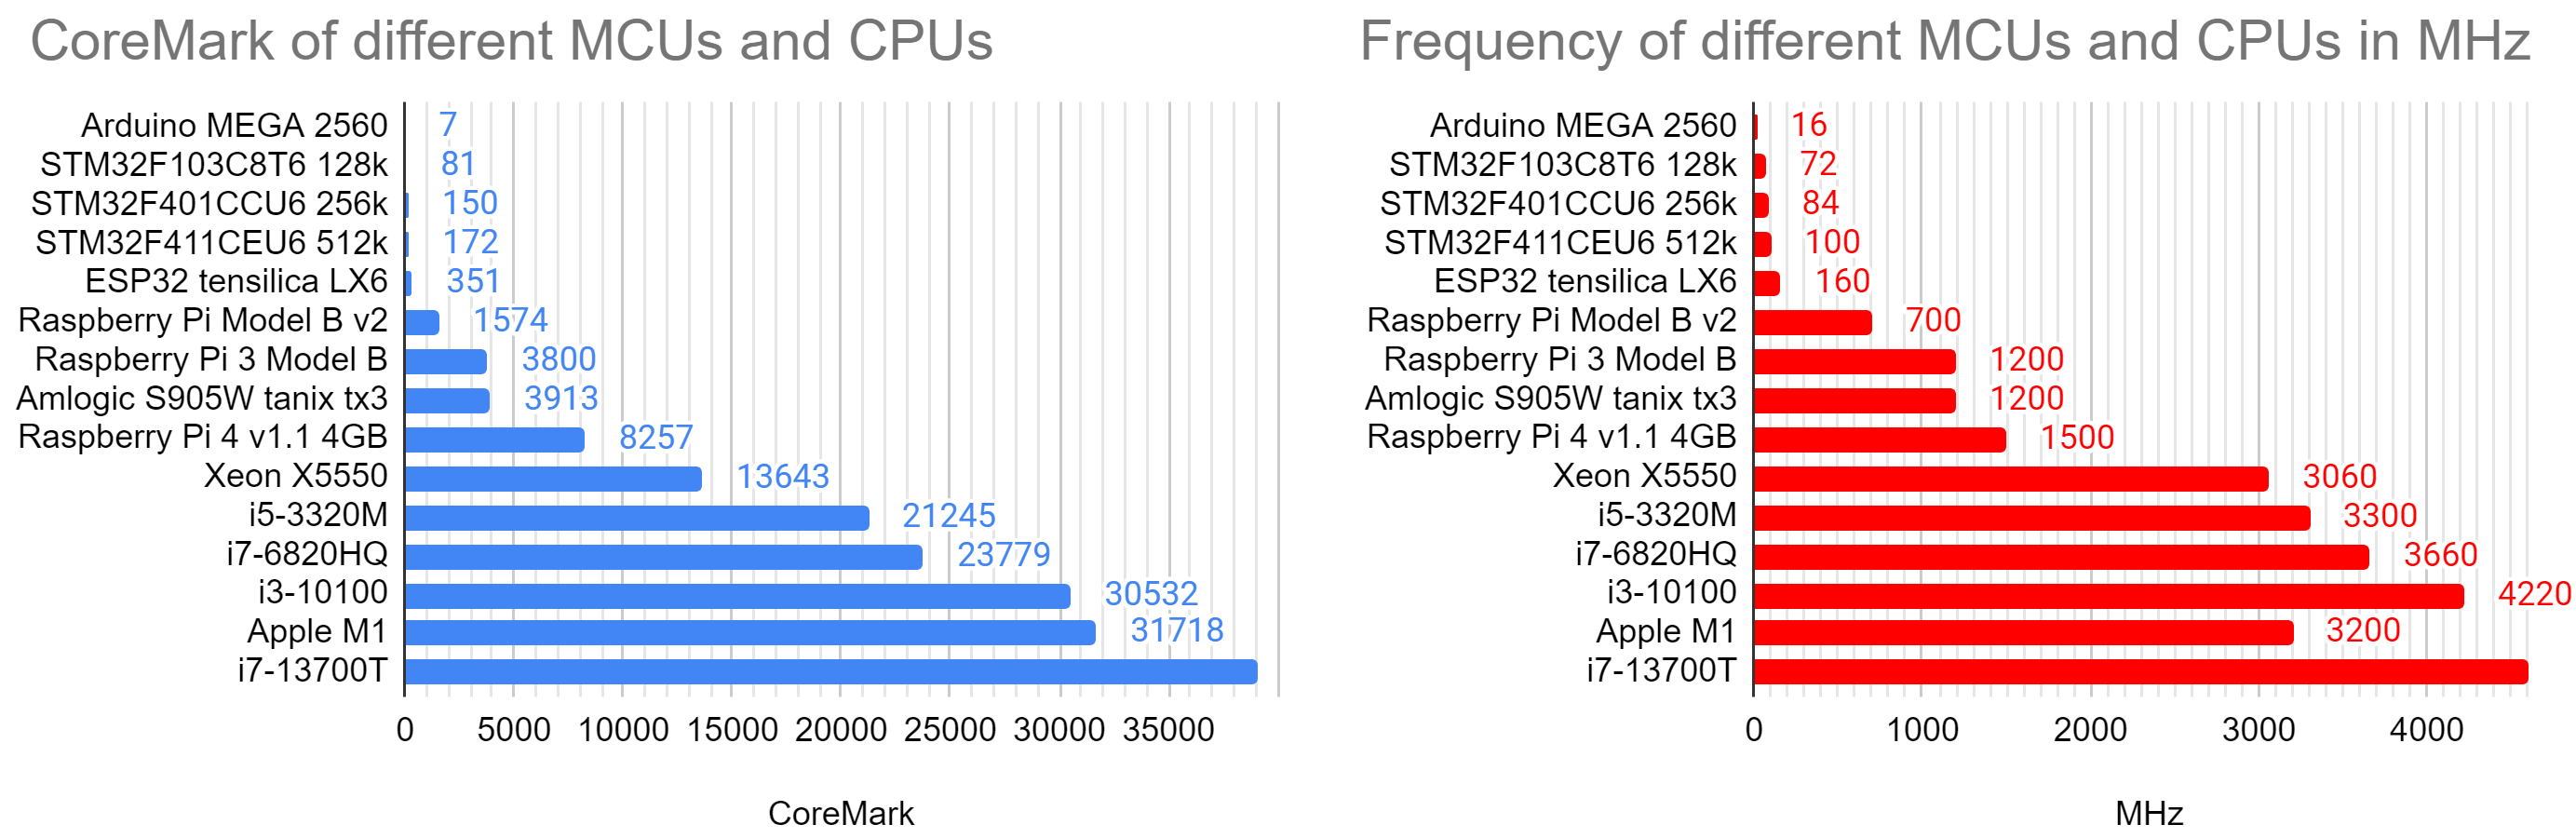 CoreMark of different MCUs and CPUs
Arduino MEGA 2560 7
STM32F103C8T6 128k 81
STM32F401CCU6 256k 150
STM32F411CEU6 512k 172
ESP32 tensilica LX6 351
Raspberry Pi Model B v2 1574
Raspberry Pi 3 Model B 3800
Amlogic S905W tanix tx3 3913
Raspberry Pi 4 v1.1 4GB 8257
Xeon X5550 13643
i5-3320M 21245
i7-6820HQ 23779
i3-10100 30532
Apple M1 31718
i7-13700T
0 5000 10000 15000 20000 25000 30000 35000
CoreMark
Frequency of different MCUs and CPUs in MHz
Arduino MEGA 2560 16
STM32F103C8T6 128k 72
STM32F401CCU6 256k 84
STM32F411CEU6 512k 100
ESP32 tensilica LX6 160
Raspberry Pi Model B v2 700
Raspberry Pi 3 Model B 1200
Amlogic S905W tanix tx3 1200
Raspberry Pi 4 v1.1 4GB 1500
Xeon X5550 3060
i5-3320M 3300
i7-6820HQ 3660
i3-10100 4220
Apple M1 3200
i7-13700T
0 1000 2000 3000 4000
MHz